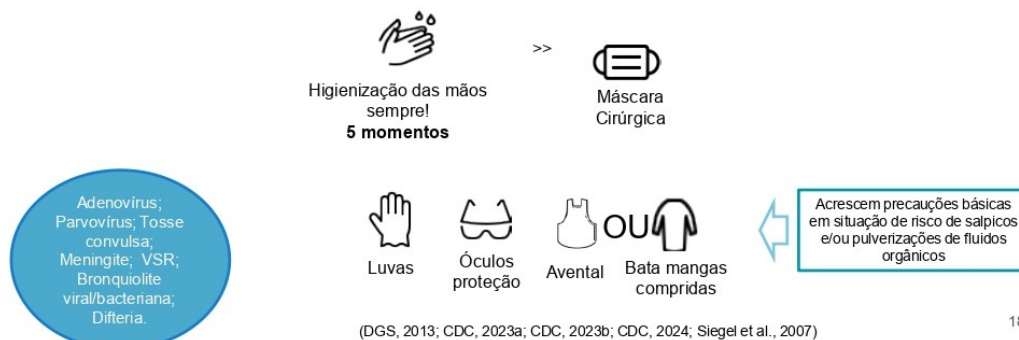 >>
Higienização das mãos
sempre!
5 momentos
Máscara
Cirúrgica
Adenovírus;
Parvovírus; Tosse
convulsa;
Meningite; VSR;
Bronquiolite
viral/bacteriana;
Difteria.
Luvas
Óculos
proteção
Avental
OU
Bata mangas
compridas
Acrescem precauções básicas
em situação de risco de salpicos
e/ou pulverizações de fluidos
orgânicos
(DGS, 2013; CDC, 2023a; CDC, 2023b; CDC, 2024; Siegel et al., 2007)